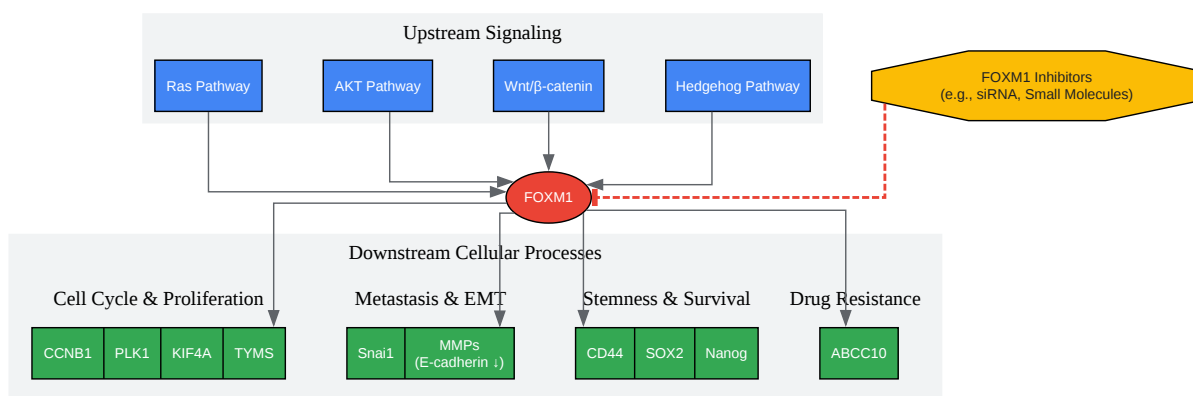 Upstream Signaling
Ras Pathway
AKT Pathway
Wnt/β-catenin
Hedgehog Pathway
FOXM1 Inhibitors
(e.g., siRNA, Small Molecules)
FOXM1
Downstream Cellular Processes
Cell Cycle & Proliferation
Metastasis & EMT
Stemness & Survival
Drug Resistance
CCNB1
PLK1
KIF4A
TYMS
Snai1
MMPs
(E-cadherin ↓)
CD44
SOX2
Nanog
ABCC10